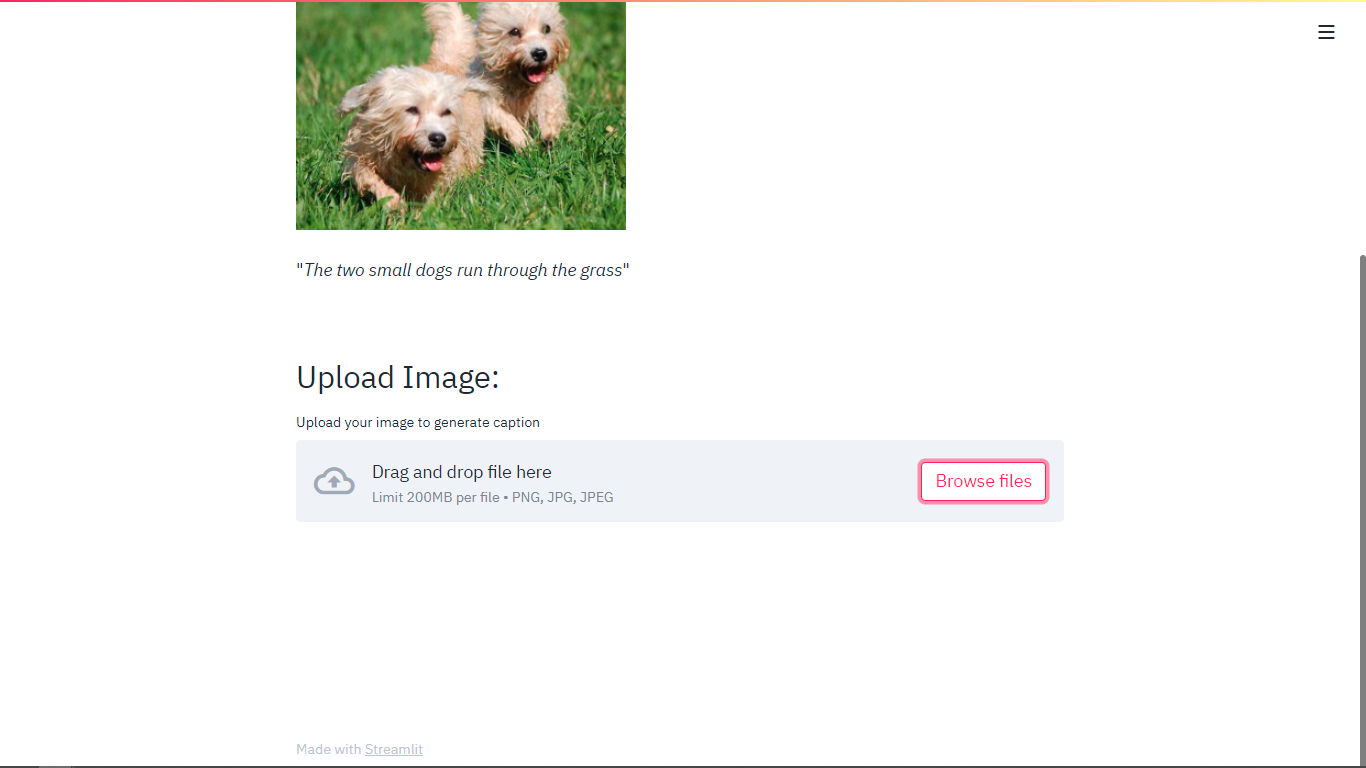 "The two small dogs run through the grass"
Upload Image:
Upload your image to generate caption
Drag and drop file here
Limit 200MB per file • PNG, JPG, JPEG
Browse files
Made with Streamlit